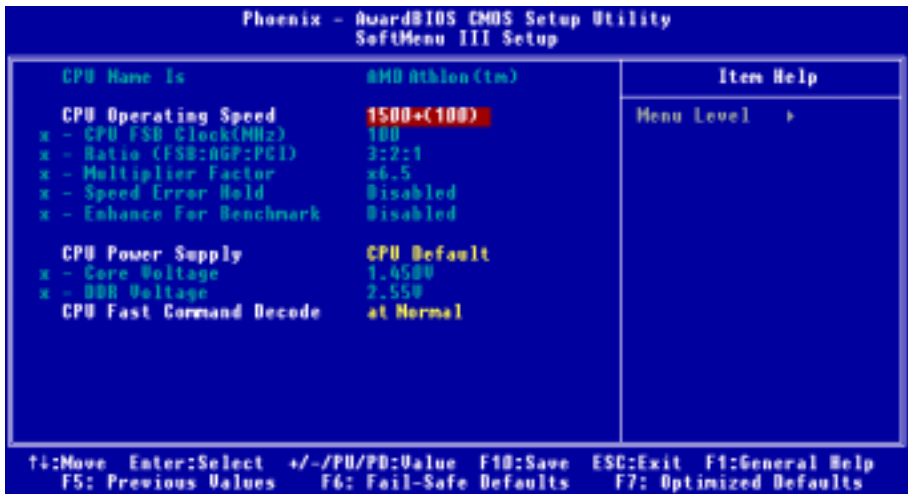 Phoenix - AwardBIOS CMOS Setup Utility
SoftMenu III Setup
CPU Name Is AMD Athlon(tm)
Item Help
CPU Operating Speed 1500+(100)
Menu Level ▸
x - CPU FSB Clock(MHz) 100
x - Ratio (FSB:AGP:PCI) 3:2:1
x - Multiplier Factor x6.5
x - Speed Error Hold Disabled
x - Enhance For Benchmark Disabled
CPU Power Supply CPU Default
x - Core Voltage 1.450V
x - DDR Voltage 2.55V
CPU Fast Command Decode at Normal
↑↓:Move Enter:Select +/-/PU/PD:Value F10:Save ESC:Exit F1:General Help
F5: Previous Values F6: Fail-Safe Defaults F7: Optimized Defaults